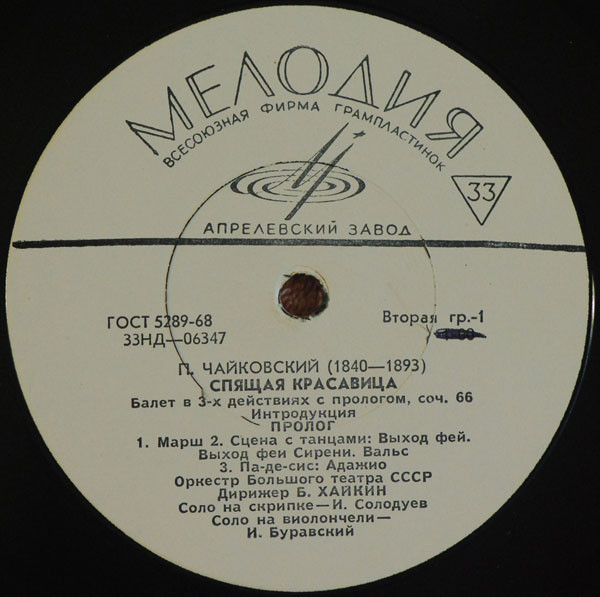 МЕЛОДИЯ
ВСЕСОЮЗНАЯ ФИРМА ГРАМПЛАСТИНОК
33
АПРЕЛЕВСКИЙ ЗАВОД
ГОСТ 5289-68 Вторая гр.-1
33НД—06347
П. ЧАЙКОВСКИЙ (1840—1893)
СПЯЩАЯ КРАСАВИЦА
Балет в 3-х действиях с прологом, соч. 66
Интродукция
ПРОЛОГ
1. Марш 2. Сцена с танцами: Выход фей.
Выход феи Сирени. Вальс
3. Па-де-сис: Адажио
Оркестр Большого театра СССР
Дирижер Б. ХАЙКИН
Соло на скрипке—И. Солодуев
Соло на виолончели—
И. Буравский